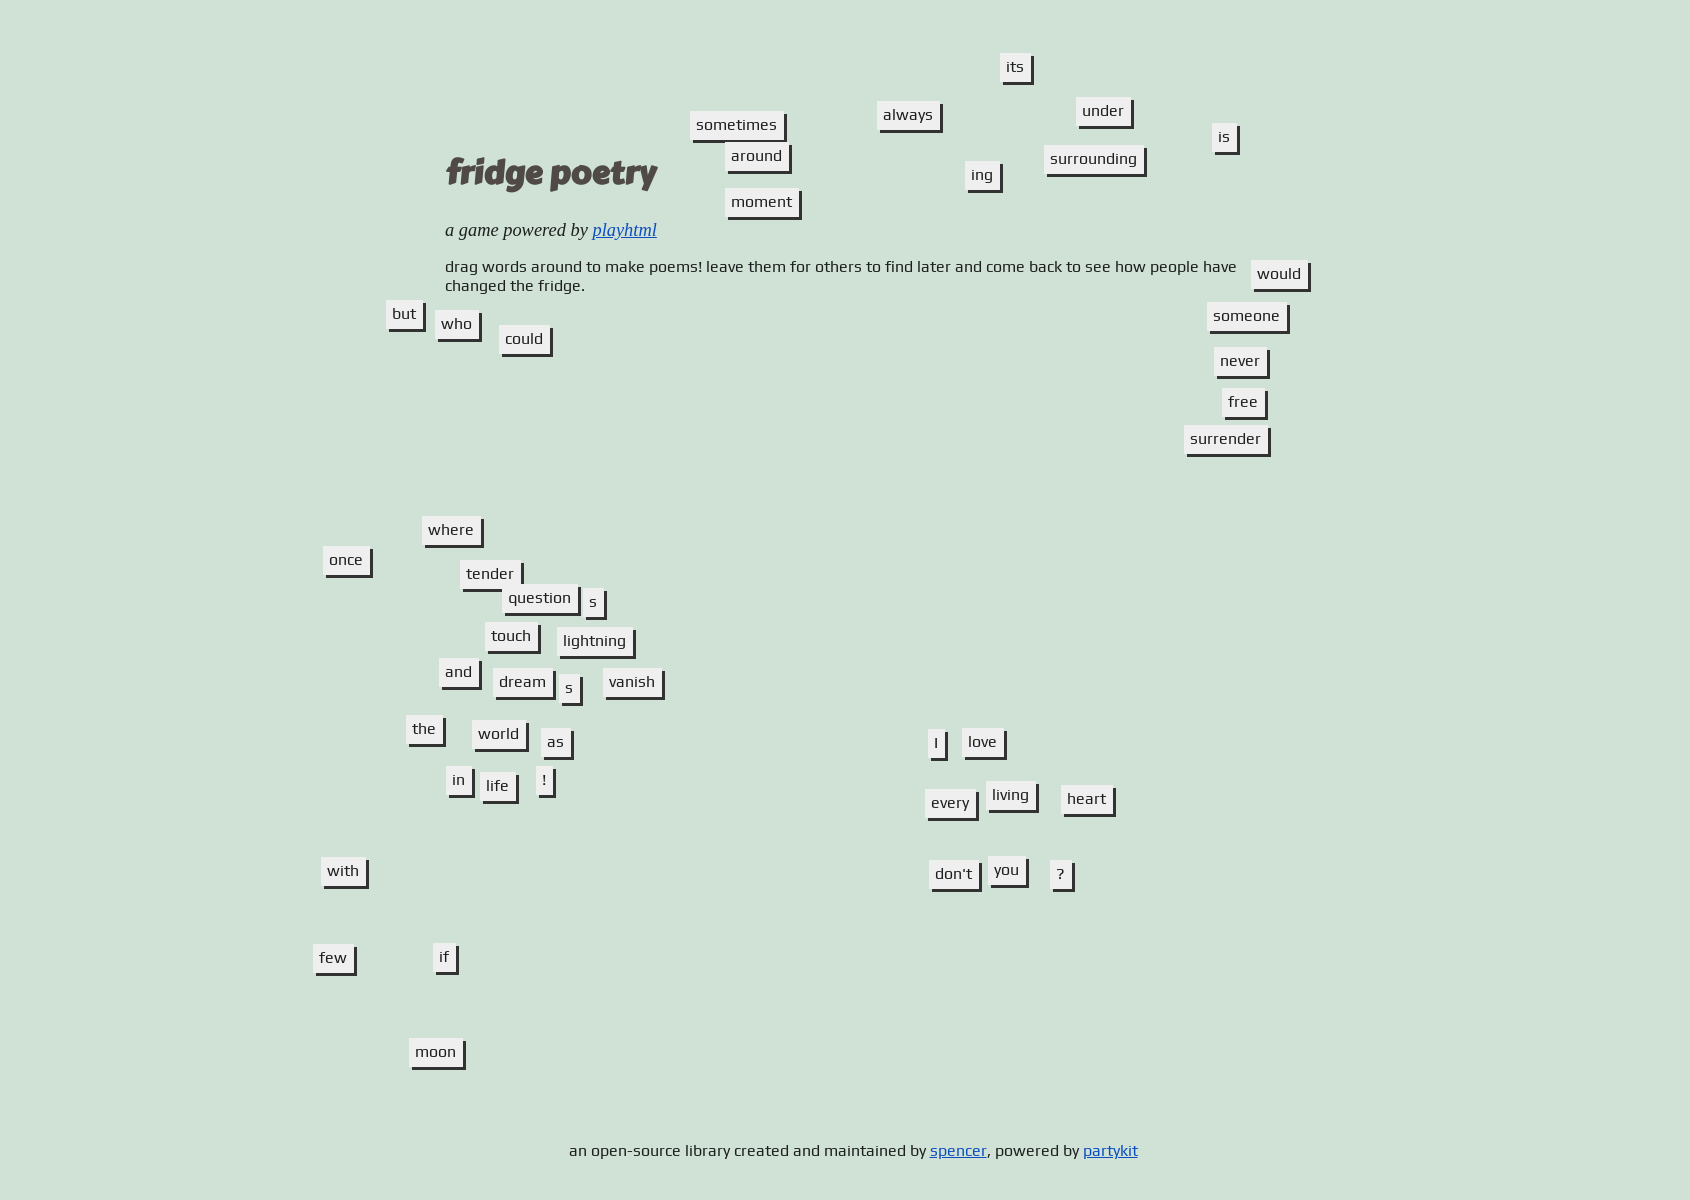 its
always
under
sometimes
is
around
surrounding
ing
fridge poetry
moment
a game powered by playhtml
drag words around to make poems! leave them for others to find later and come back to see how people have
changed the fridge.
would
but who could
someone
never
free
surrender
where
once
tender
question s
touch lightning
and dream s vanish
the world as
in life !
I love
every living heart
don't you ?
with
few if
moon
an open-source library created and maintained by spencer, powered by partykit